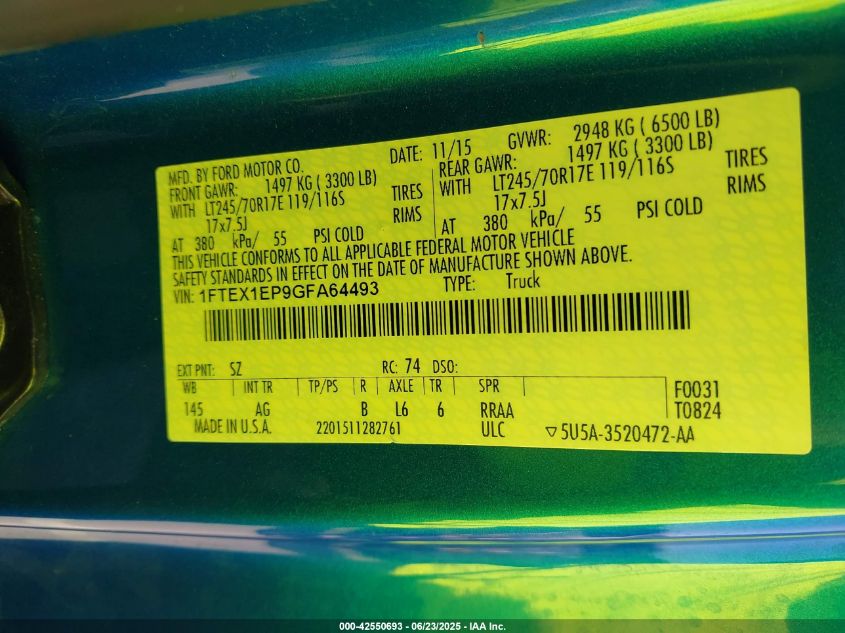 MFD. BY FORD MOTOR CO.
DATE: 11/15 GVWR: 2948 KG ( 6500 LB)
FRONT GAWR: 1497 KG ( 3300 LB)
WITH LT245/70R17E 119/116S TIRES
17x7.5J RIMS
AT 380 kPa/ 55 PSI COLD
REAR GAWR: 1497 KG ( 3300 LB)
WITH LT245/70R17E 119/116S TIRES
17x7.5J RIMS
AT 380 kPa/ 55 PSI COLD
THIS VEHICLE CONFORMS TO ALL APPLICABLE FEDERAL MOTOR VEHICLE
SAFETY STANDARDS IN EFFECT ON THE DATE OF MANUFACTURE SHOWN ABOVE.
VIN: 1FTEX1EP9GFA64493 TYPE: Truck
EXT PNT: SZ RC: 74 DSO:
WB INT TR TP/PS R AXLE TR SPR F0031
145 AG B L6 6 RRAA T0824
MADE IN U.S.A. 2201511282761 ULC ▽5U5A-3520472-AA
000-42550693 - 06/23/2025 - IAA Inc.